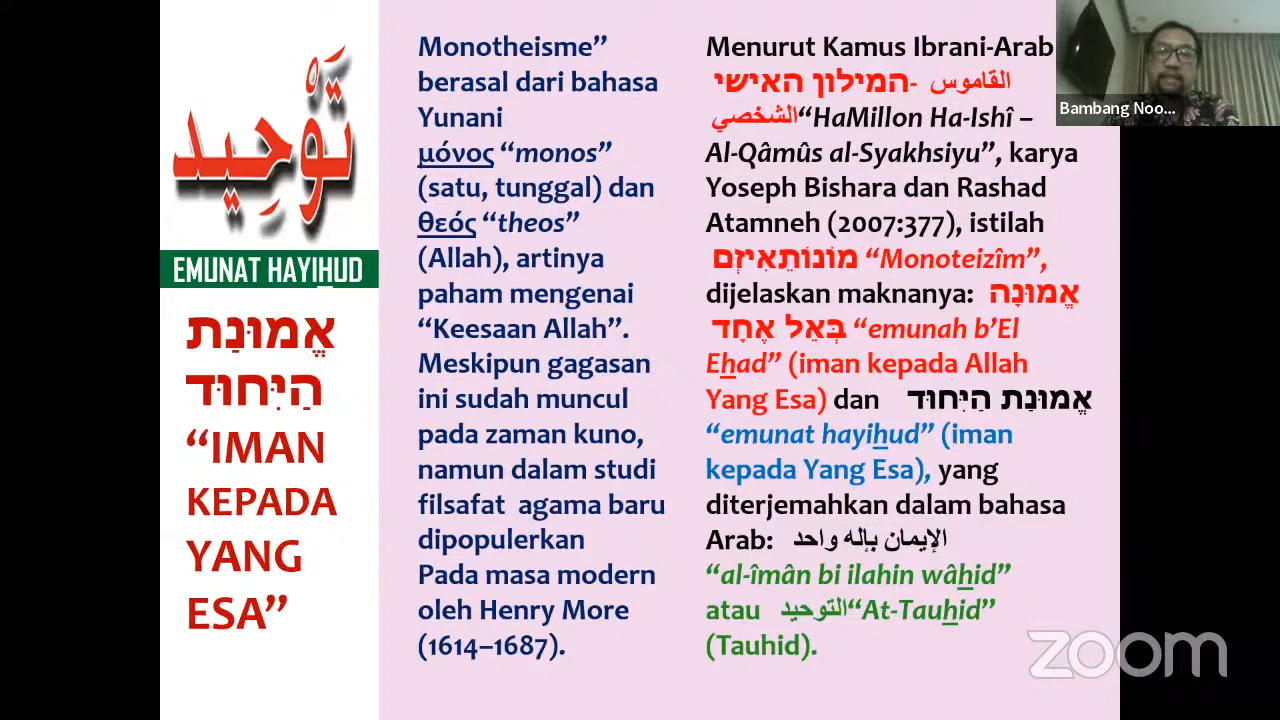 تَوْحِيد
EMUNAT HAYIHUD
אֱמוּנַת
הַיִּחוּד
“IMAN
KEPADA
YANG
ESA”
Monotheisme”
berasal dari bahasa
Yunani
μόνος “monos”
(satu, tunggal) dan
θεός “theos”
(Allah), artinya
paham mengenai
“Keesaan Allah”.
Meskipun gagasan
ini sudah muncul
pada zaman kuno,
namun dalam studi
filsafat agama baru
dipopulerkan
Pada masa modern
oleh Henry More
(1614–1687).
Menurut Kamus Ibrani-Arab
המילון האישי- القاموس
الشخصي“HaMillon Ha-Ishî –
Al-Qâmûs al-Syakhsiyu”, karya
Yoseph Bishara dan Rashad
Atamneh (2007:377), istilah
מוֹנוֹתֵאִיזְם “Monoteizîm”,
dijelaskan maknanya: אֱמוּנָה
בְּאֵל אֶחָד “emunah b’El
Ehad” (iman kepada Allah
Yang Esa) dan אֱמוּנַת הַיִּחוּד
“emunat hayihud” (iman
kepada Yang Esa), yang
diterjemahkan dalam bahasa
Arab: الإيمان بإله واحد
“al-îmân bi ilahin wâhid”
atau التوحيد“At-Tauhid”
(Tauhid).
Bambang Noo...
zoom